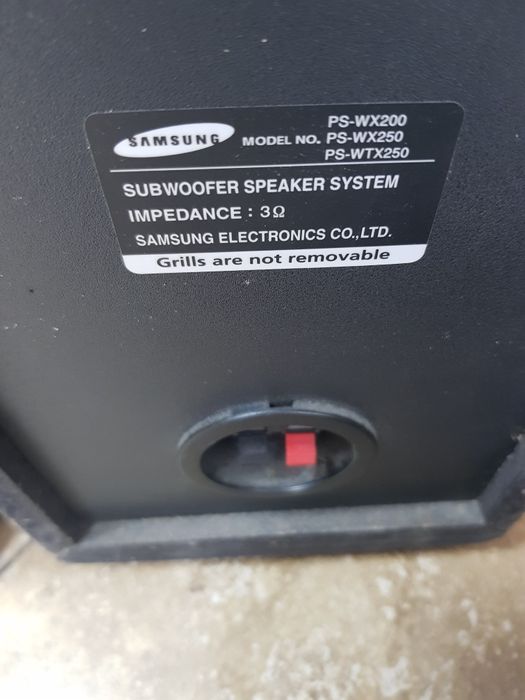 SAMSUNG
PS-WX200
MODEL NO. PS-WX250
PS-WTX250
SUBWOOFER SPEAKER SYSTEM
IMPEDANCE : 3Ω
SAMSUNG ELECTRONICS CO.,LTD.
Grills are not removable